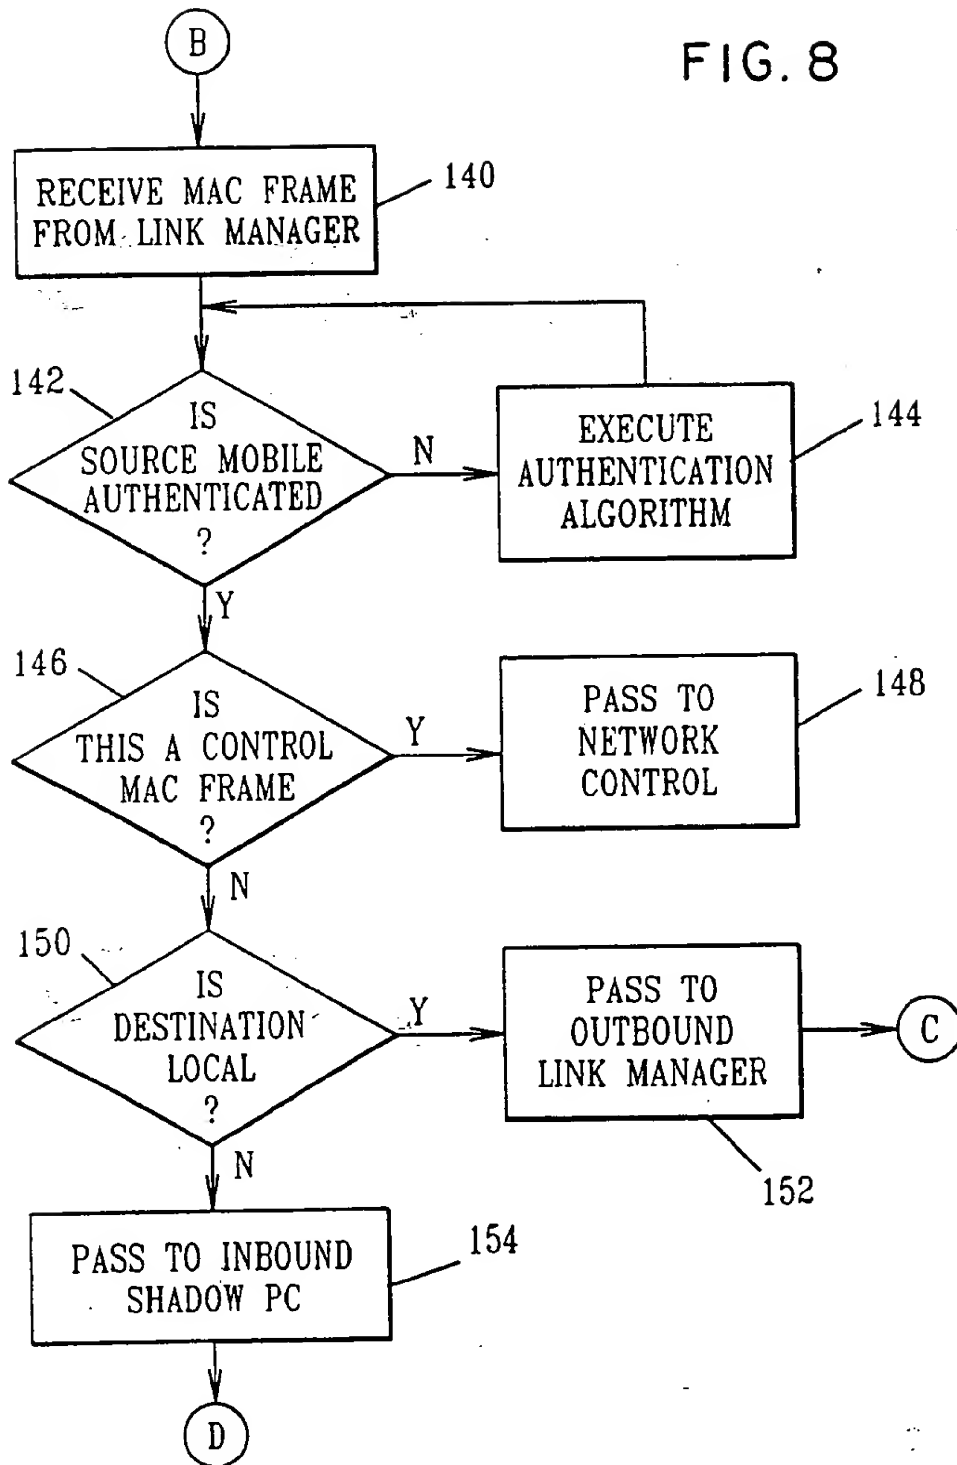 B
FIG. 8
RECEIVE MAC FRAME
FROM LINK MANAGER
140
142
IS
SOURCE MOBILE
AUTHENTICATED
?
N
EXECUTE
AUTHENTICATION
ALGORITHM
144
Y
146
IS
THIS A CONTROL
MAC FRAME
?
Y
PASS TO
NETWORK
CONTROL
148
N
150
IS
DESTINATION
LOCAL
?
Y
PASS TO
OUTBOUND
LINK MANAGER
C
152
N
PASS TO INBOUND
SHADOW PC
154
D